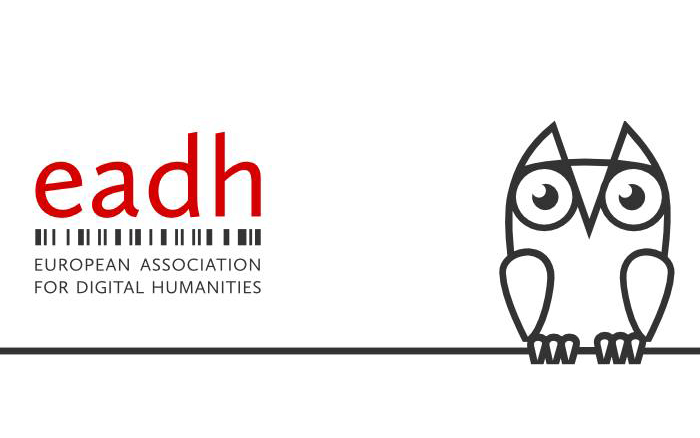 eadh
EUROPEAN ASSOCIATION
FOR DIGITAL HUMANITIES